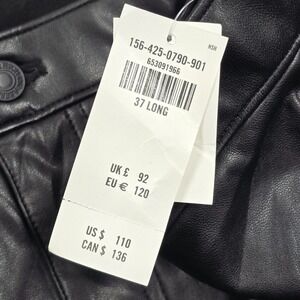 156-425-0790-901
653091966
37 LONG
UK £ 92
EU € 120
US $ 110
CAN $ 136